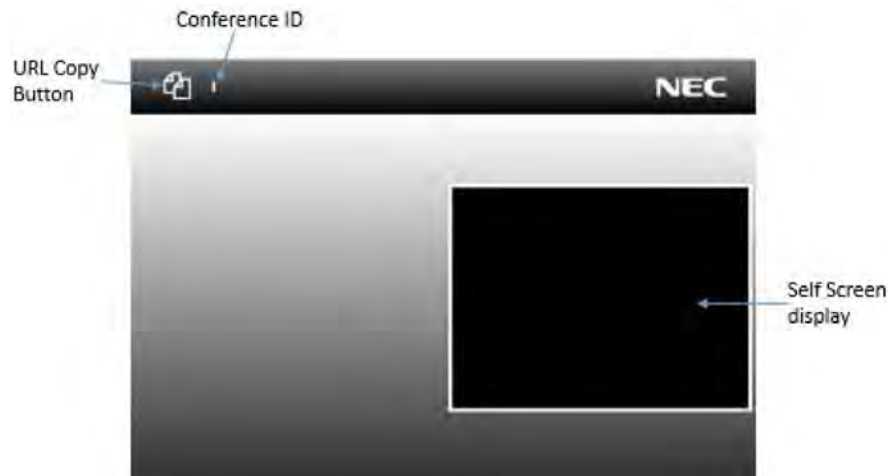 Conference ID
URL Copy
Button
NEC
Self Screen
display